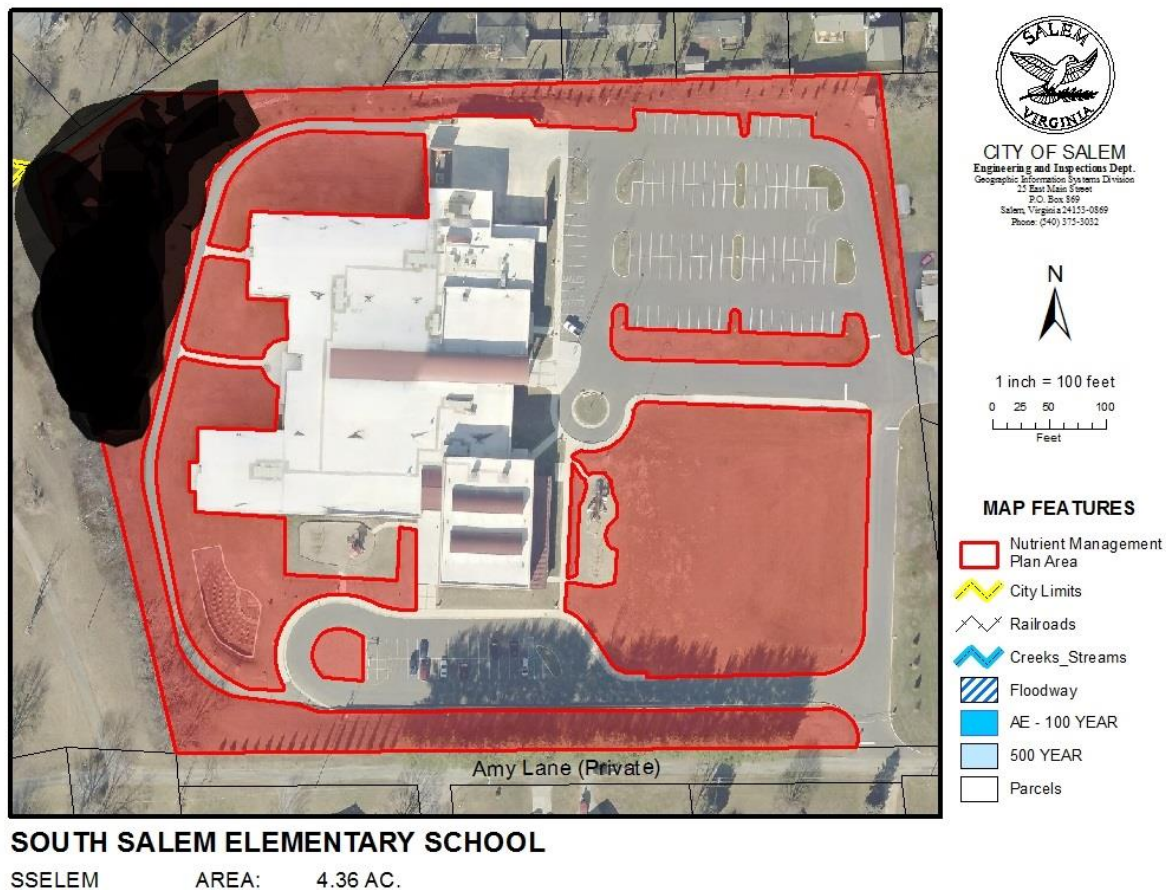 SALEM
VIRGINIA
CITY OF SALEM
Engineering and Inspections Dept.
Geographic Information Systems Division
25 East Main Street
P.O. Box 869
Salem, Virginia 24153-0869
Phone: (540) 375-3032
N
1 inch = 100 feet
0 25 50 100
Feet
MAP FEATURES
Nutrient Management
Plan Area
City Limits
Railroads
Creeks_Streams
Floodway
AE - 100 YEAR
500 YEAR
Parcels
Amy Lane (Private)
SOUTH SALEM ELEMENTARY SCHOOL
SSELEM AREA: 4.36 AC.